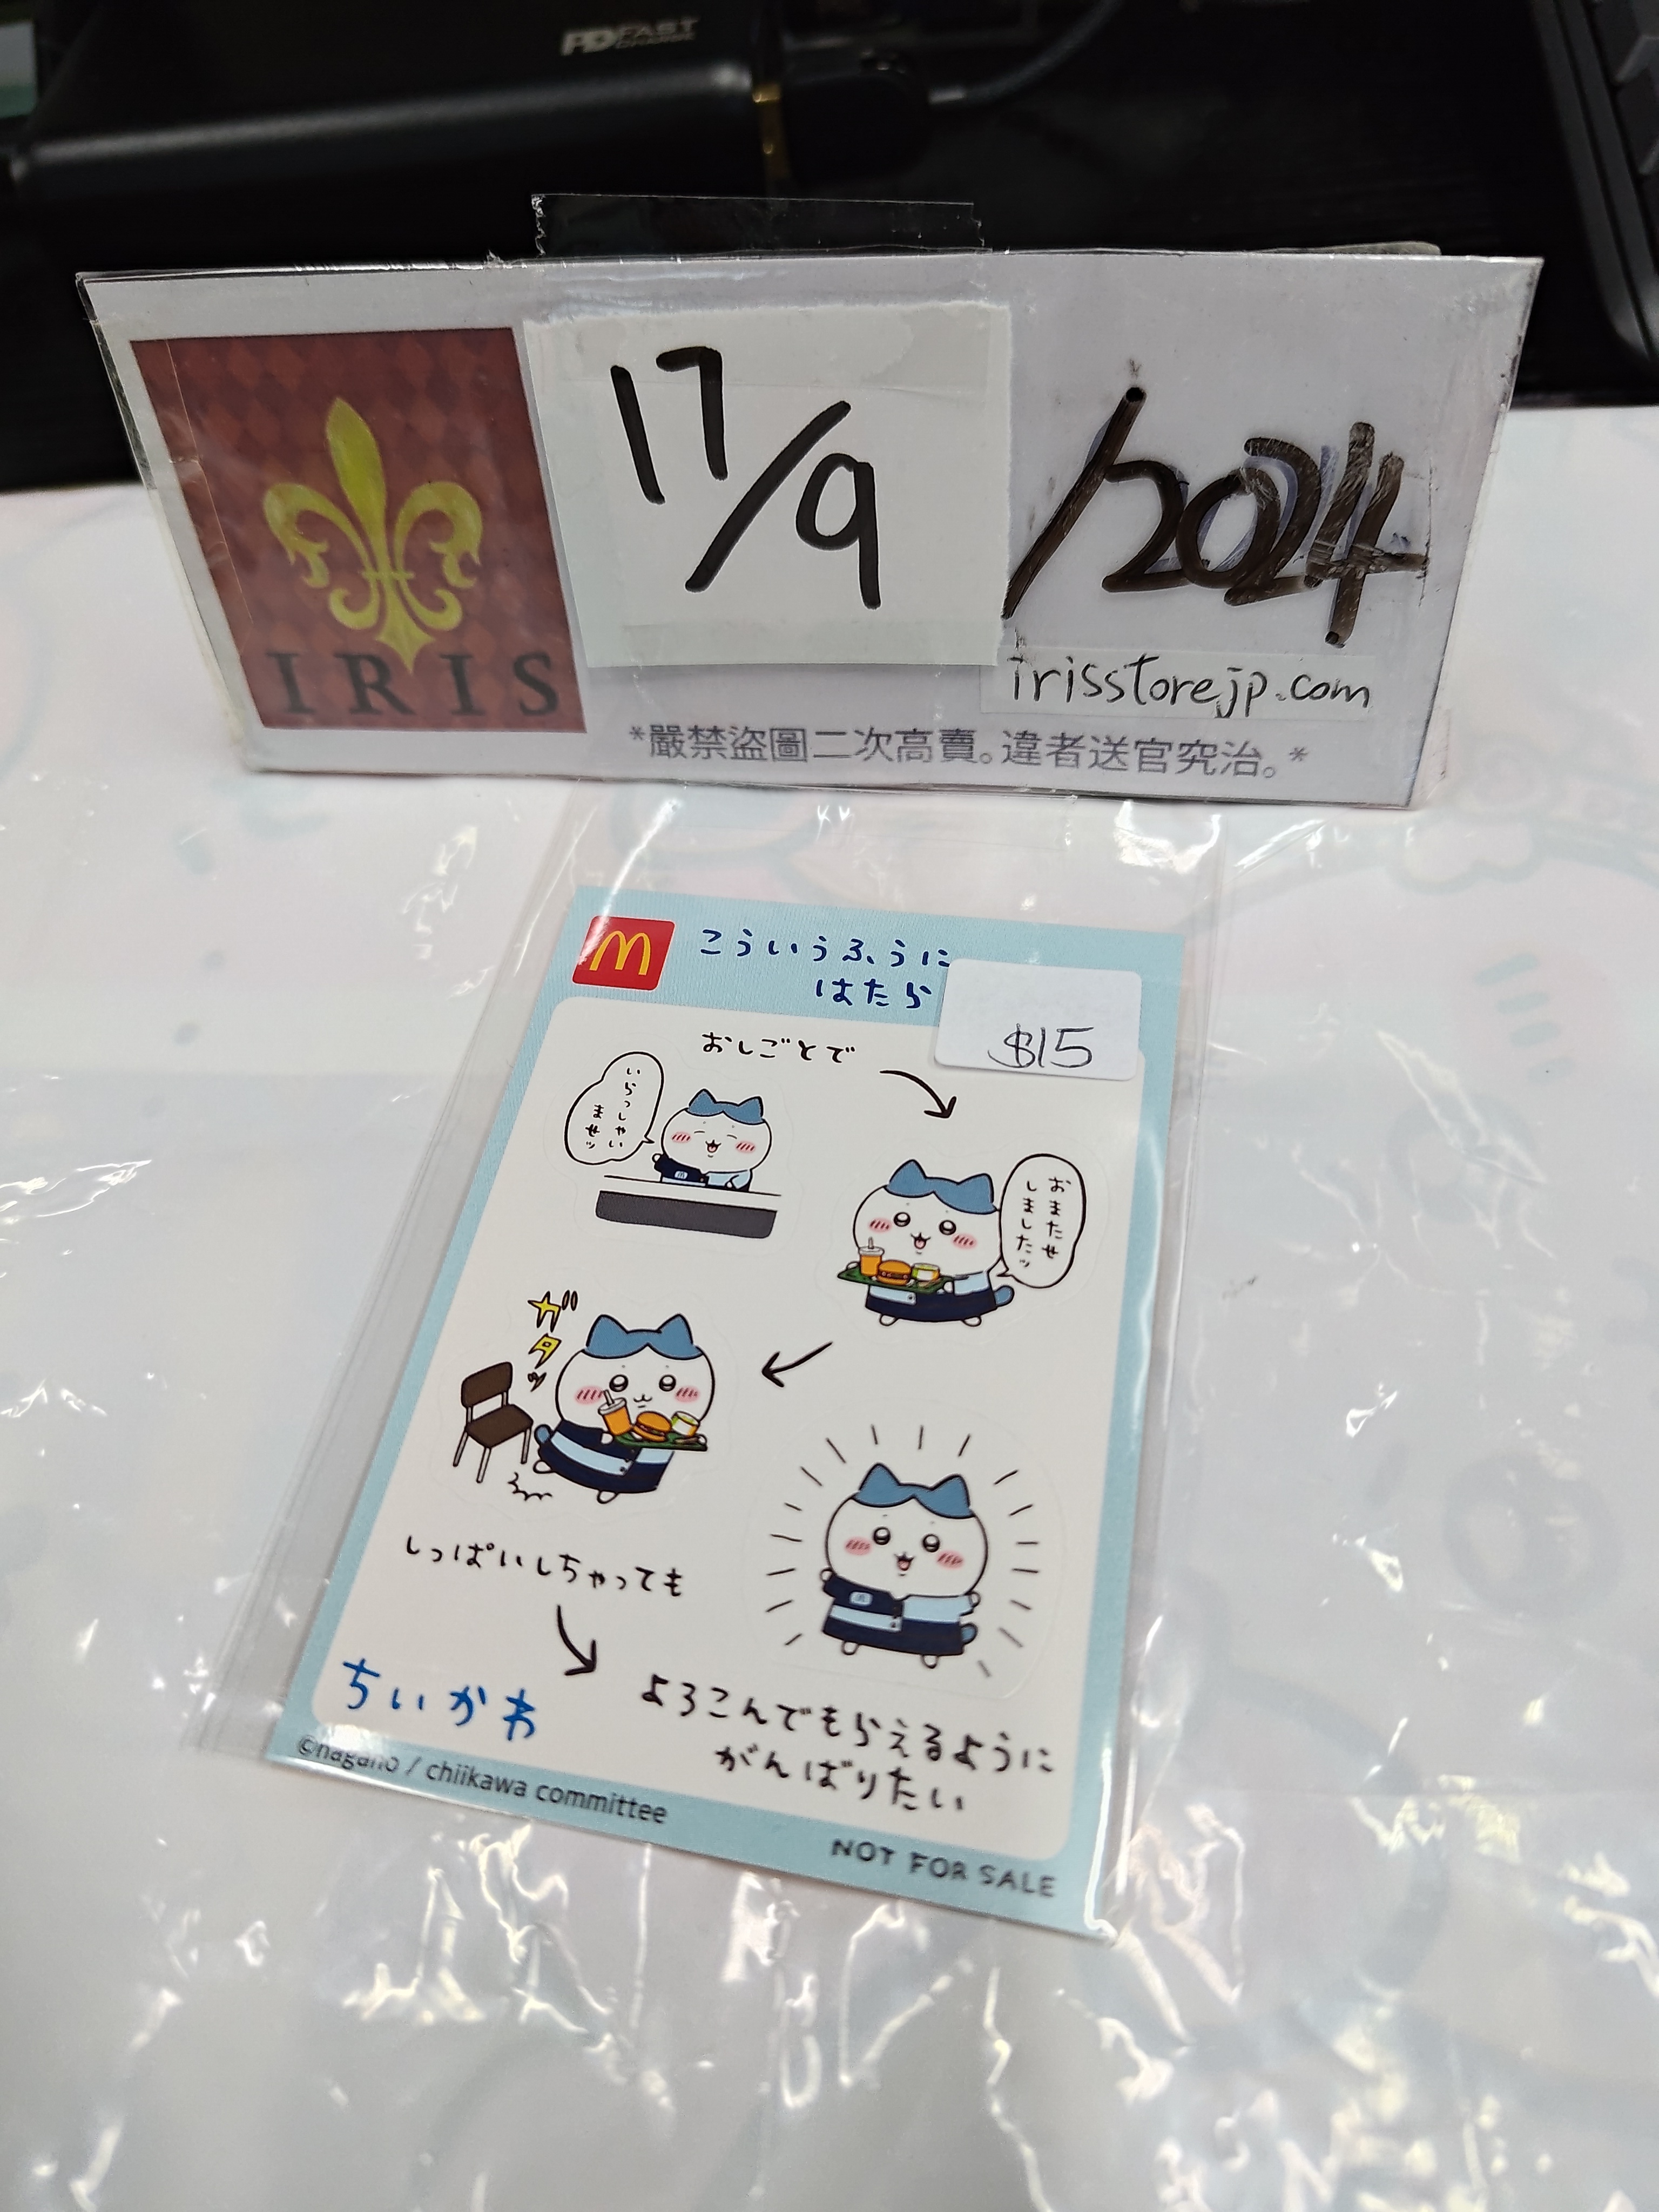 PD FAST
CHARGE
17/9
/2024
IRIS
irisstorejp.com
*嚴禁盜圖二次高賣。違者送官究治。*
M
こういうふうに
はたら
$15
おしごとで
いらっしゃい
ませッ
おまたせ
しましたッ
ガタッ
しっぱいしちゃっても
ちいかわ
よろこんでもらえるように
がんばりたい
©nagano / chiikawa committee
NOT FOR SALE